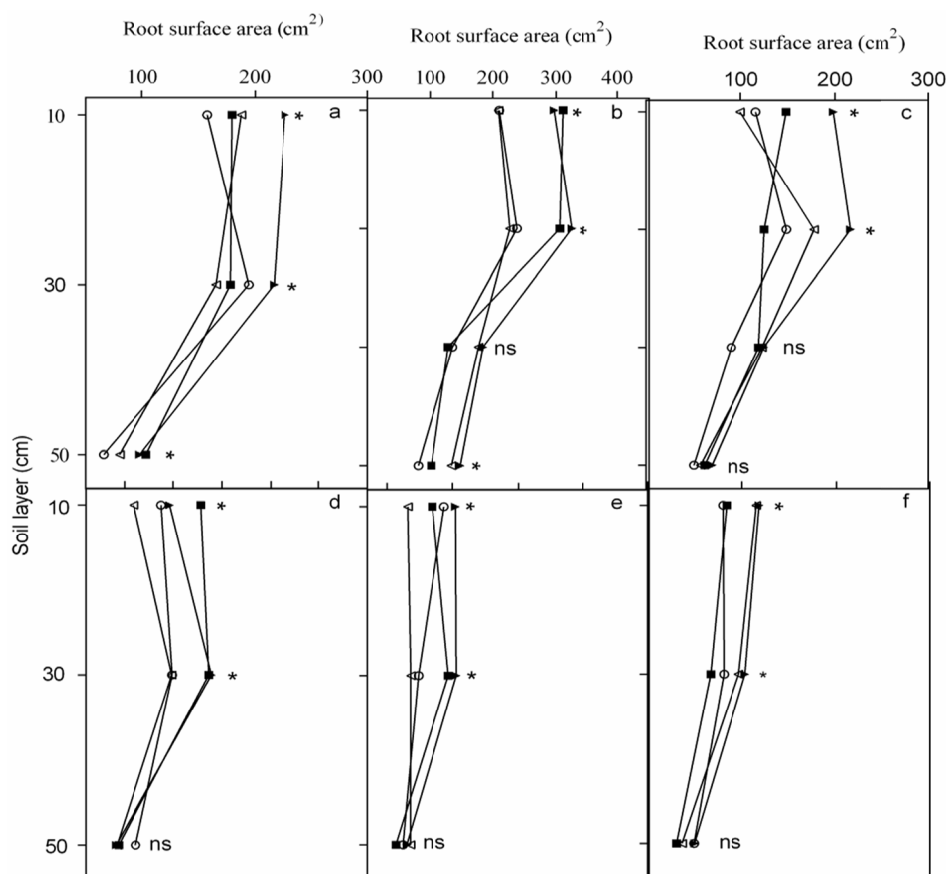 Root surface area (cm2)
Root surface area (cm2)
Root surface area (cm2)
100 200 300
0 100 200 300 400
100 200 300
10 a * b * c *
* *
30 *
ns ns
50 * * ns
Soil layer (cm)
10 d * e * f *
30 * * *
50 ns ns